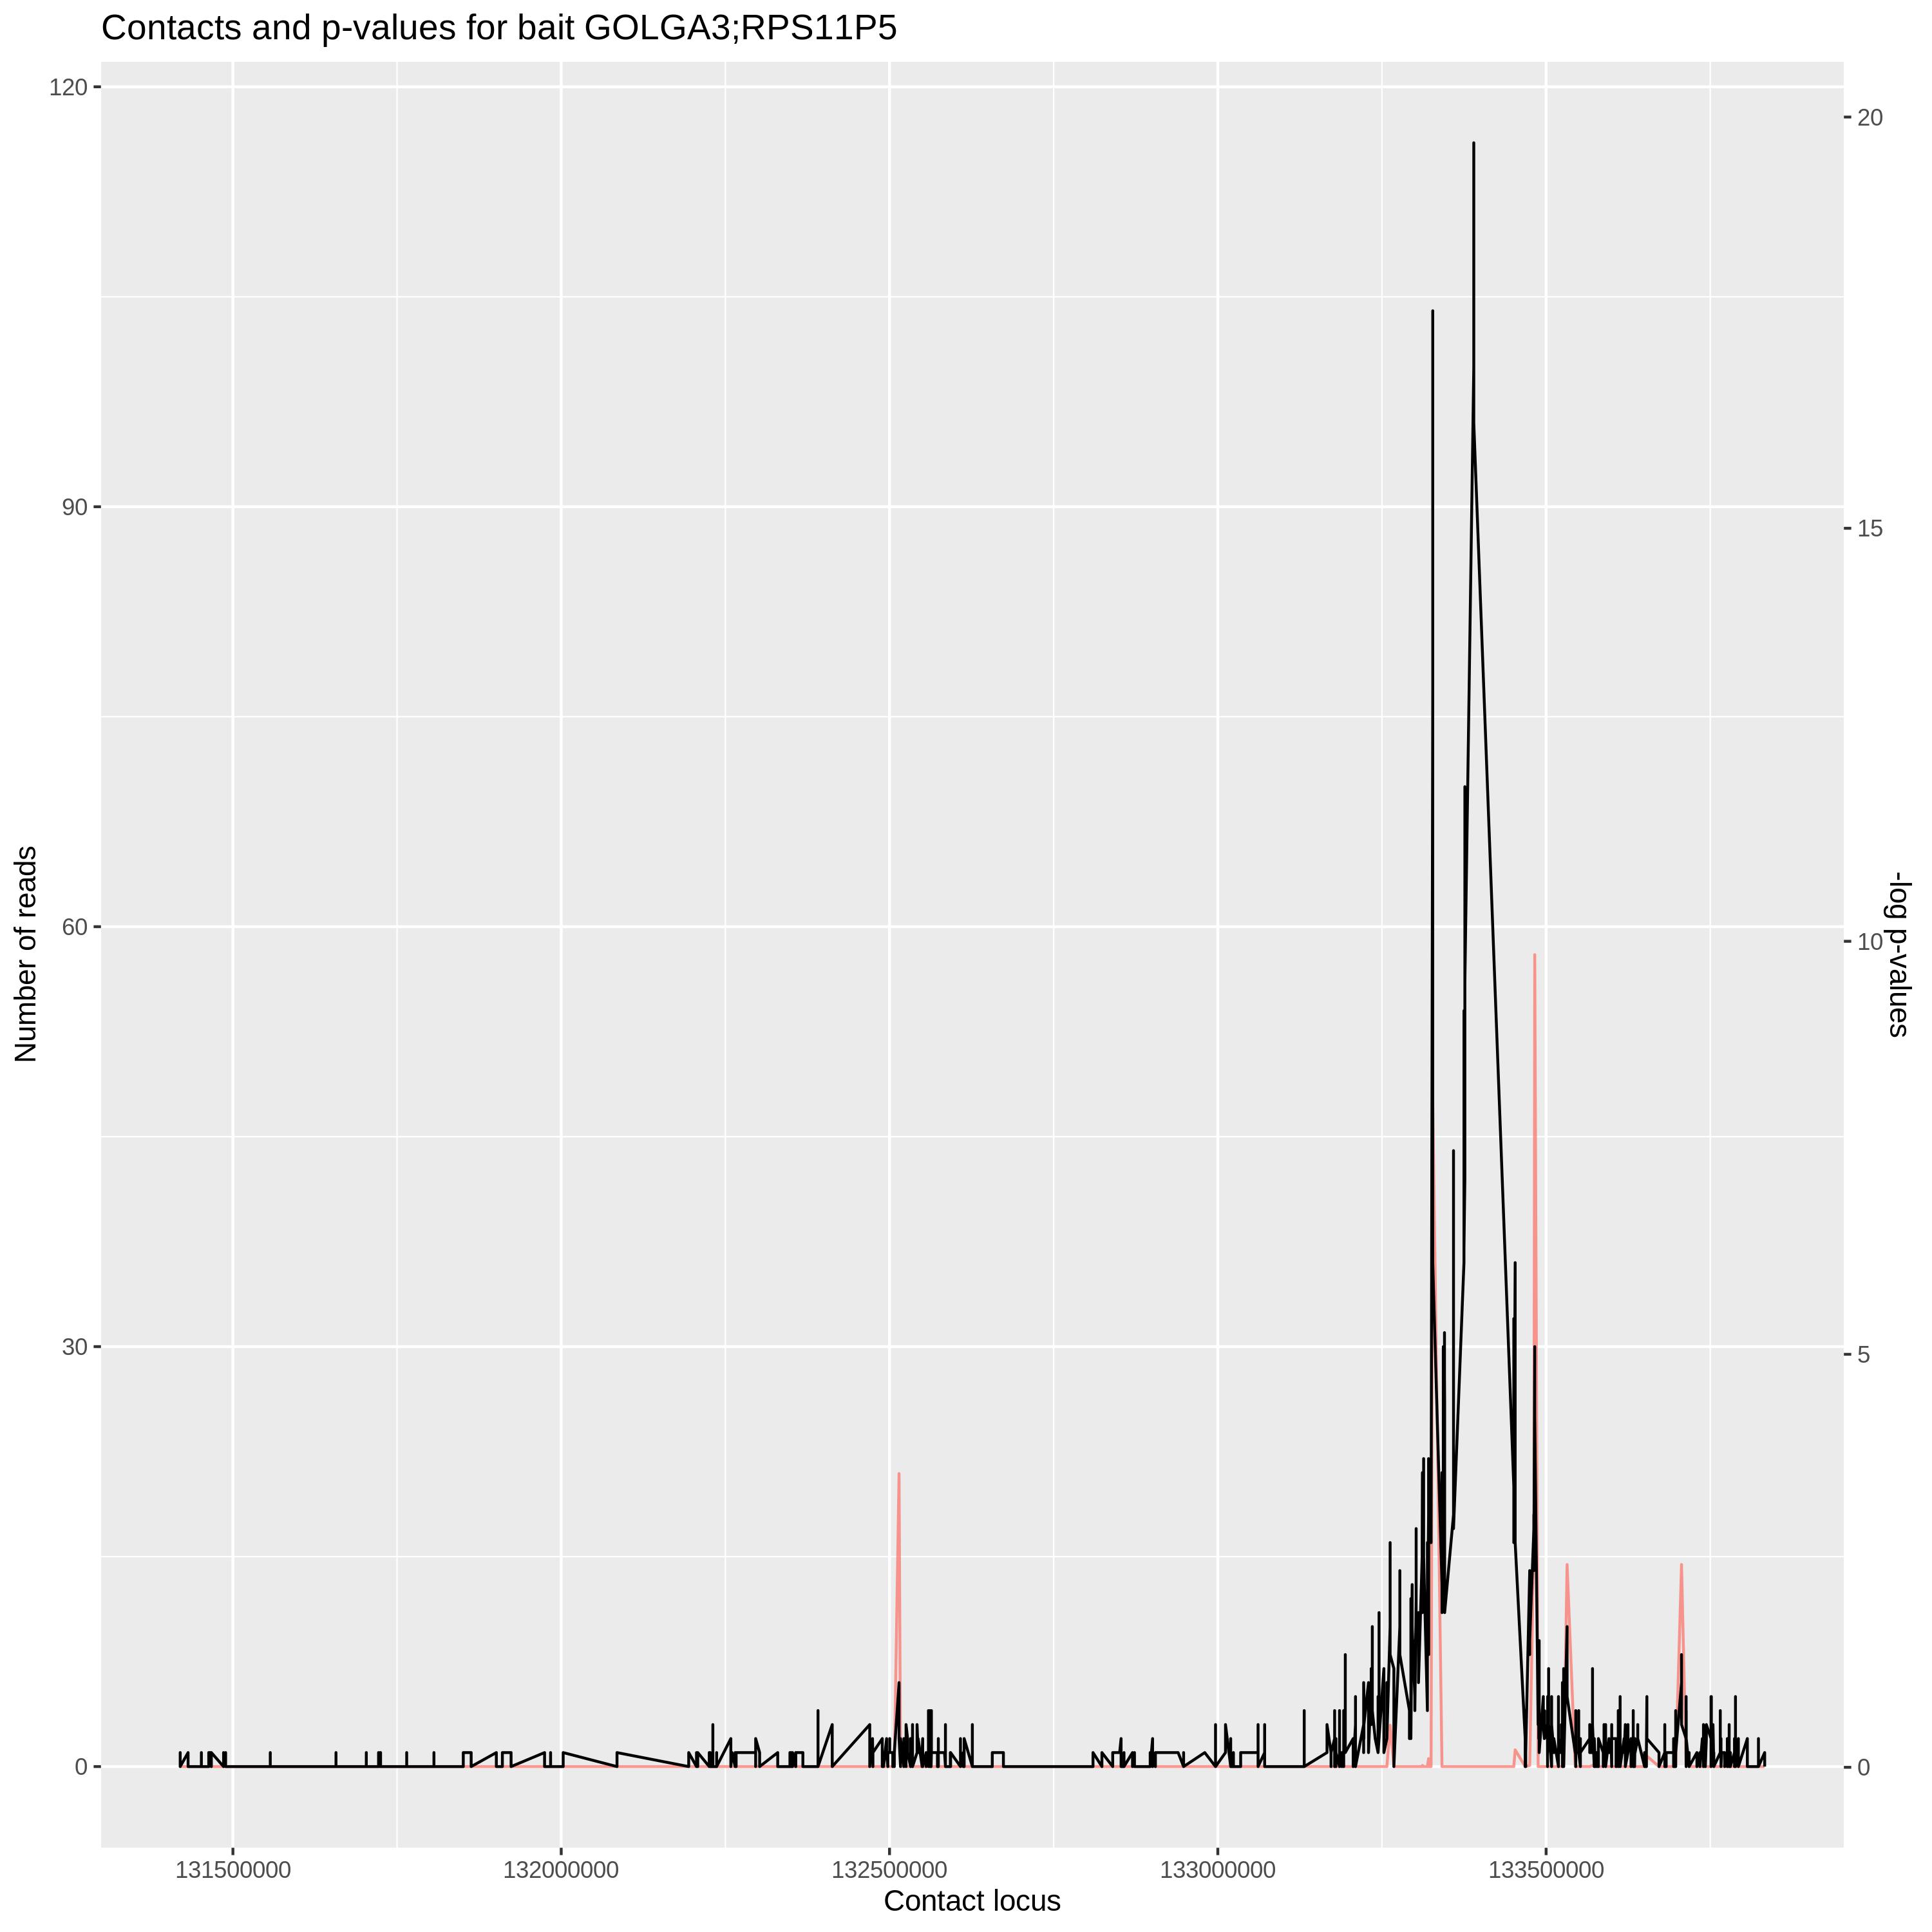 Contacts and p-values for bait GOLGA3;RPS11P5
120
90
60
30
0
Number of reads
20
15
10
5
0
-log p-values
131500000 132000000 132500000 133000000 133500000
Contact locus